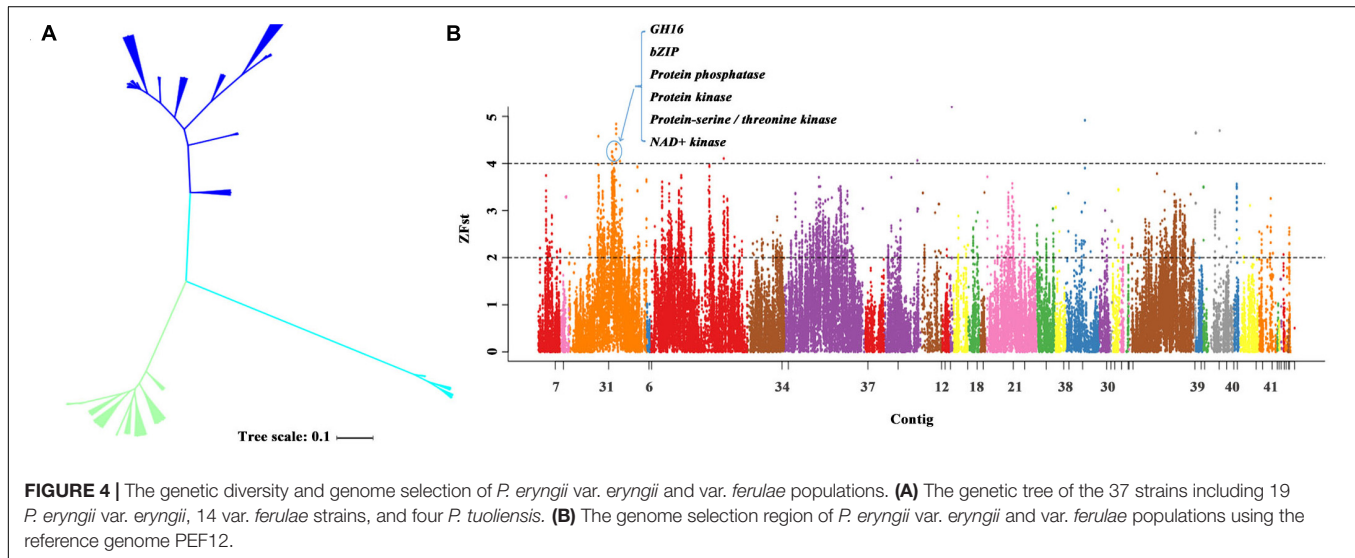 A
B
GH16
bZIP
Protein phosphatase
Protein kinase
Protein-serine / threonine kinase
NAD+ kinase
ZFst
5
4
3
2
1
0
7 31 6 34 37 12 18 21 38 30 39 40 41
Contig
Tree scale: 0.1
FIGURE 4 | The genetic diversity and genome selection of P. eryngii var. eryngii and var. ferulae populations. (A) The genetic tree of the 37 strains including 19
P. eryngii var. eryngii, 14 var. ferulae strains, and four P. tuoliensis. (B) The genome selection region of P. eryngii var. eryngii and var. ferulae populations using the
reference genome PEF12.